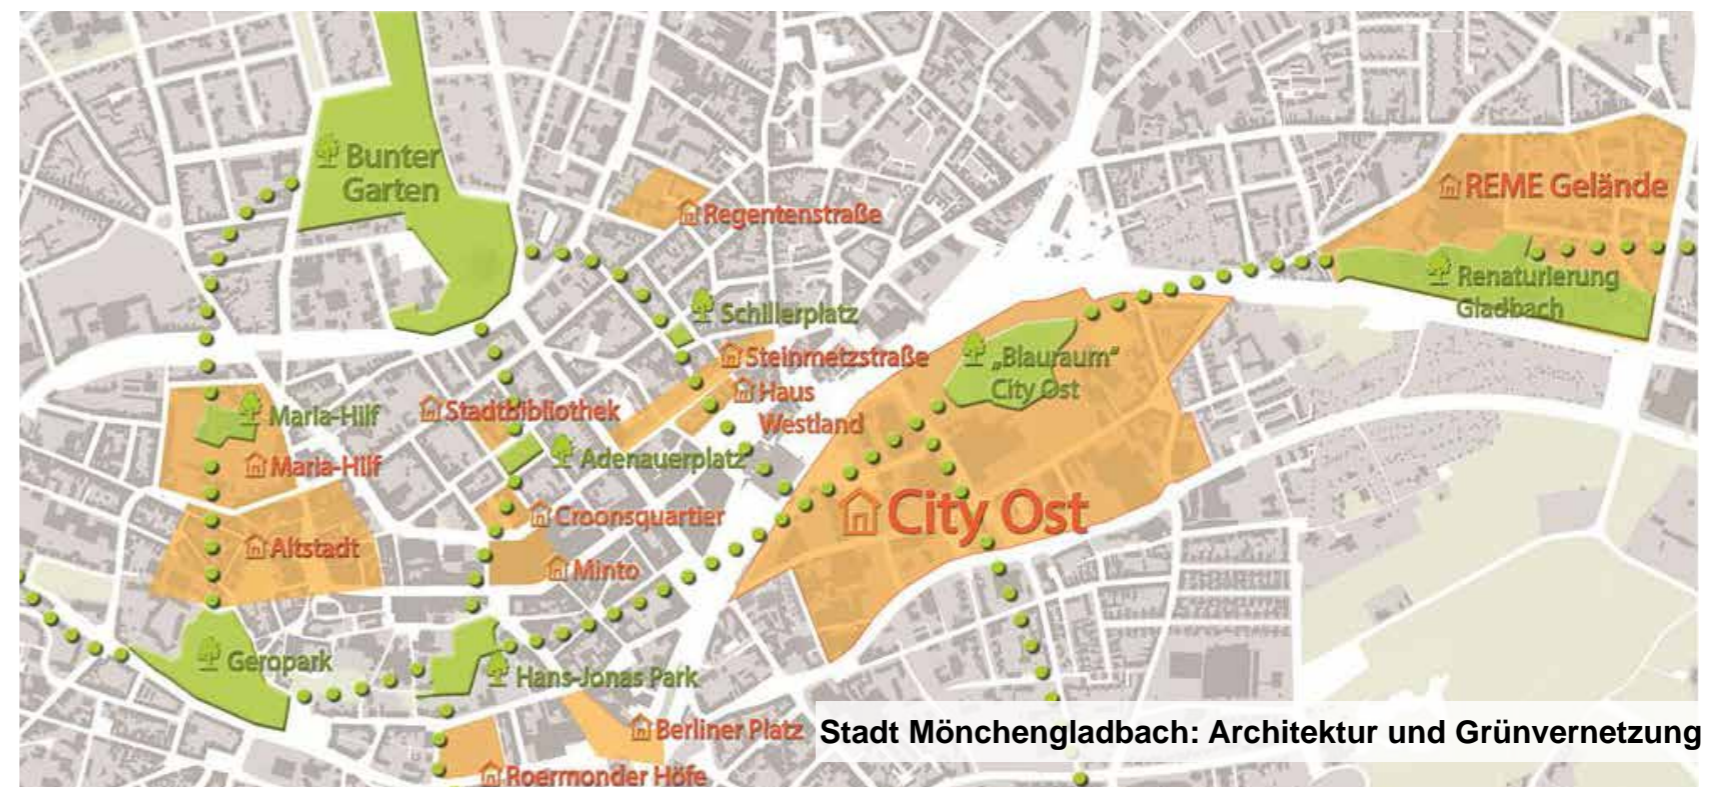 Bunter
Garten
REME Gelände
Regentenstraße
Renaturierung
Gladbach
Schillerplatz
Steinmetzstraße
„Blauraum“
City Ost
Haus
Westland
Maria-Hilf
Stadtbibliothek
Maria-Hilf
Adenauerplatz
City Ost
Croonsquartier
Altstadt
Minto
Geropark
Hans-Jonas Park
Berliner Platz
Stadt Mönchengladbach: Architektur und Grünvernetzung
Roermonder Höfe